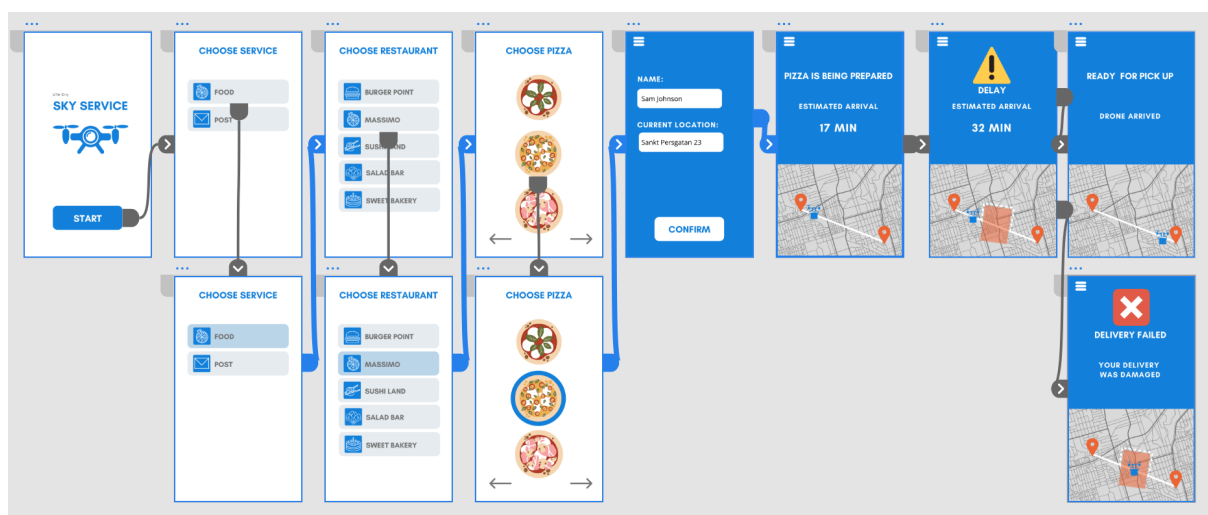 SKY SERVICE
START
CHOOSE SERVICE
FOOD
POST
CHOOSE RESTAURANT
BURGER POINT
MASSIMO
SUSHI LAND
SALAD BAR
SWEET BAKERY
CHOOSE PIZZA
NAME:
Sam Johnson
CURRENT LOCATION:
Sankt Persgatan 23
CONFIRM
PIZZA IS BEING PREPARED
ESTIMATED ARRIVAL
17 MIN
DELAY
ESTIMATED ARRIVAL
32 MIN
READY FOR PICK UP
DRONE ARRIVED
CHOOSE SERVICE
FOOD
POST
CHOOSE RESTAURANT
BURGER POINT
MASSIMO
SUSHI LAND
SALAD BAR
SWEET BAKERY
CHOOSE PIZZA
DELIVERY FAILED
YOUR DELIVERY
WAS DAMAGED